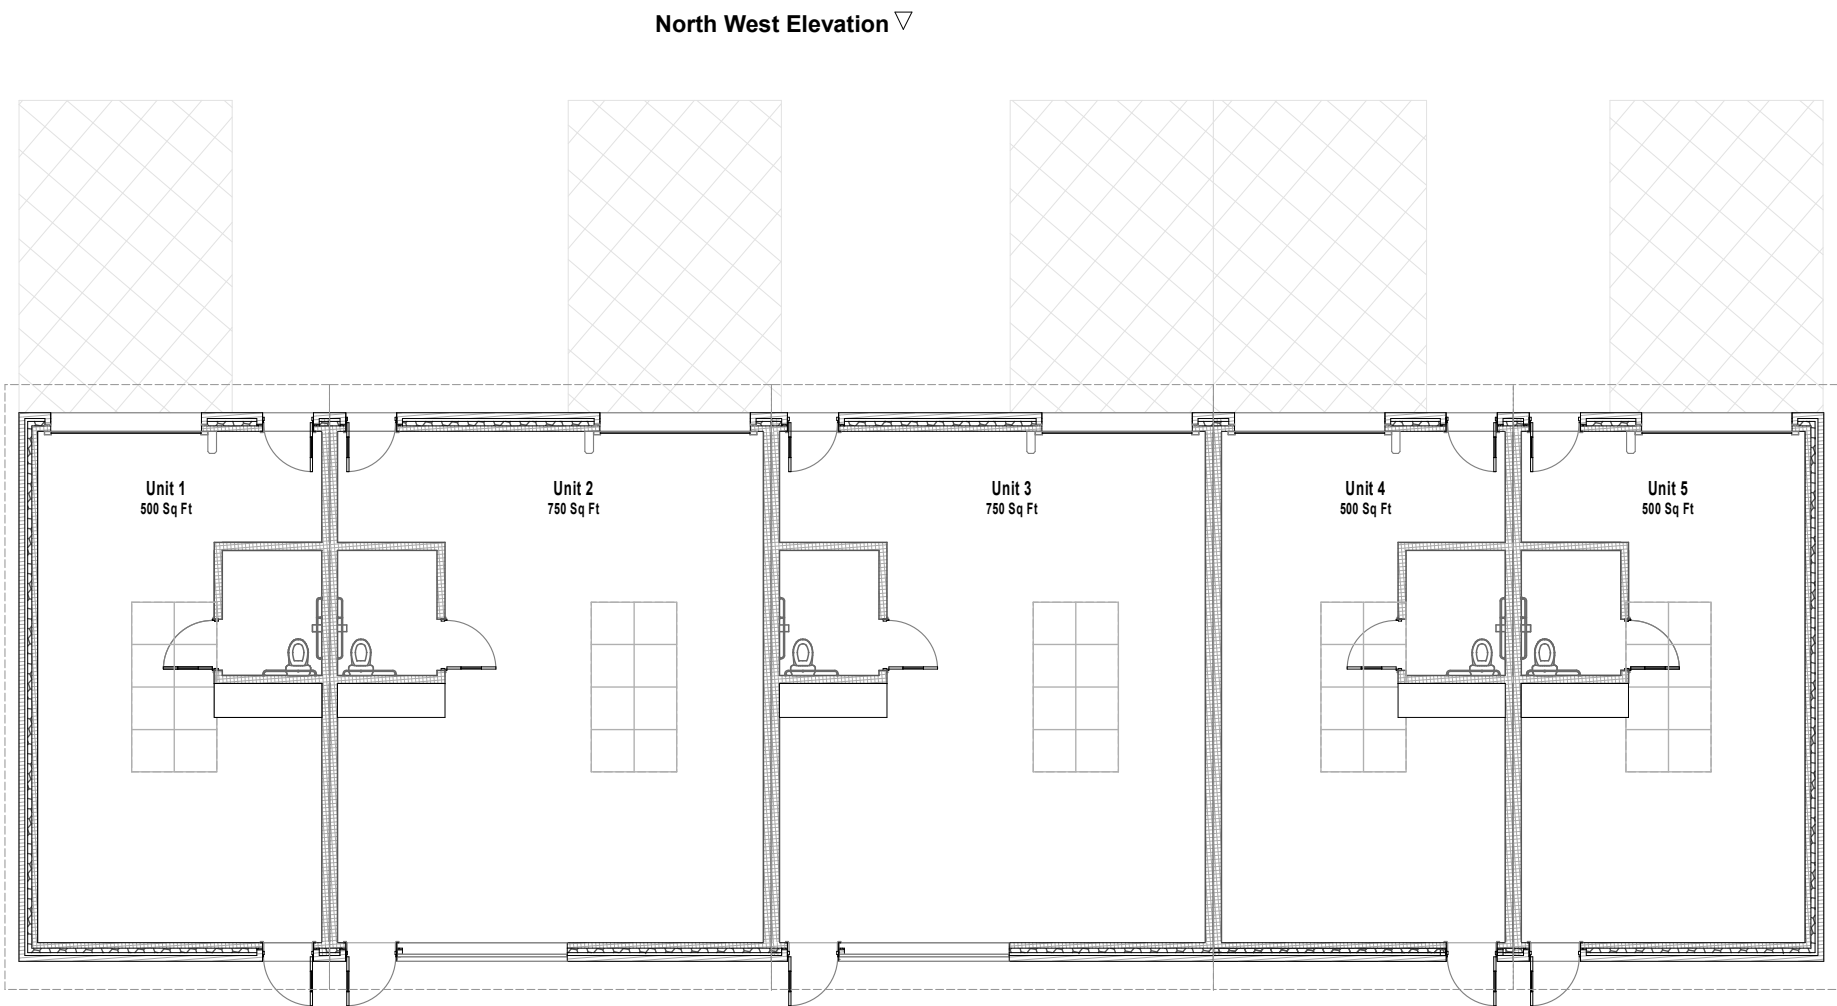 North West Elevation
Unit 1
500 Sq Ft
Unit 2
750 Sq Ft
Unit 3
750 Sq Ft
Unit 4
500 Sq Ft
Unit 5
500 Sq Ft